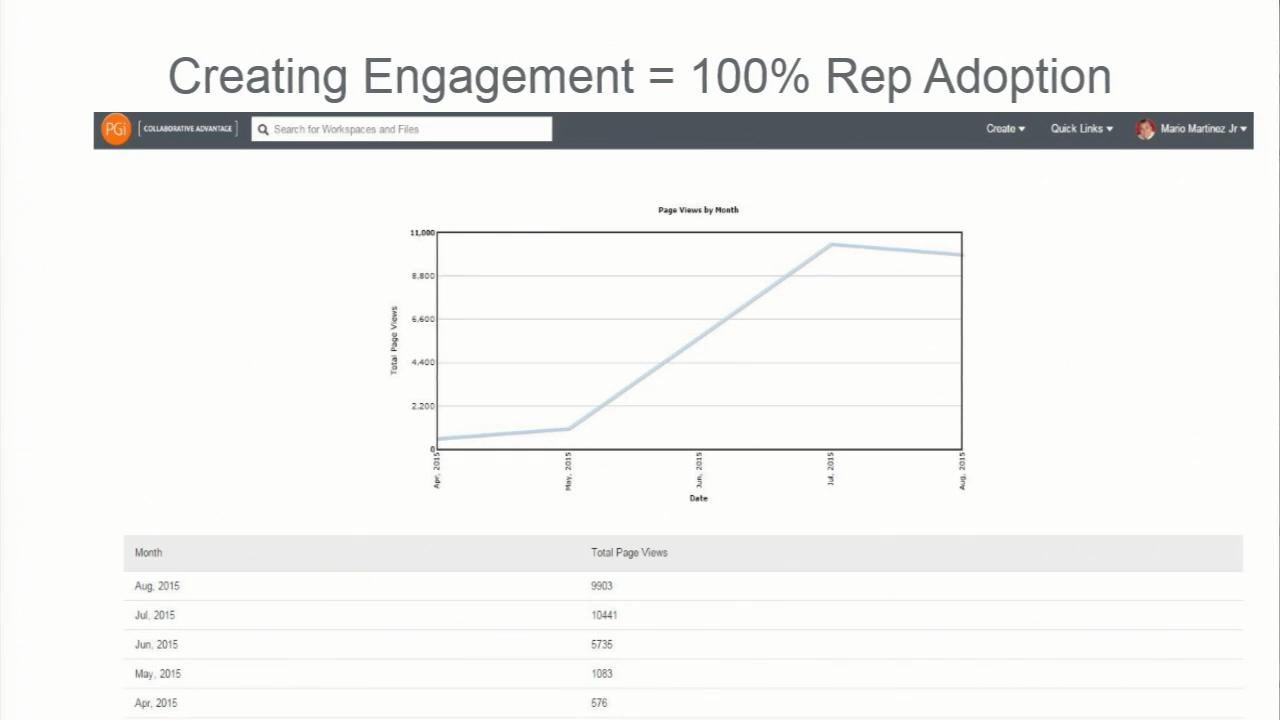 Creating Engagement = 100% Rep Adoption
PGi [ COLLABORATIVE ADVANTAGE ] Search for Workspaces and Files Create Quick Links Mario Martinez Jr
Page Views by Month
11,000
8,800
6,600
4,400
2,200
0
Total Page Views
Apr, 2015 May, 2015 Jun, 2015 Jul, 2015 Aug, 2015
Date
Month Total Page Views
Aug, 2015 9903
Jul, 2015 10441
Jun, 2015 5735
May, 2015 1083
Apr, 2015 576